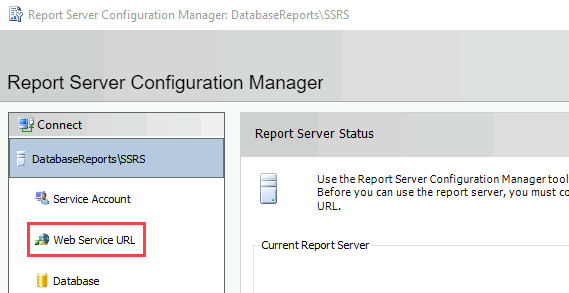 Report Server Configuration Manager: DatabaseReports\SSRS
Report Server Configuration Manager
Connect
DatabaseReports\SSRS
Service Account
Web Service URL
Database
Report Server Status
Use the Report Server Configuration Manager tool
Before you can use the report server, you must co
URL.
Current Report Server